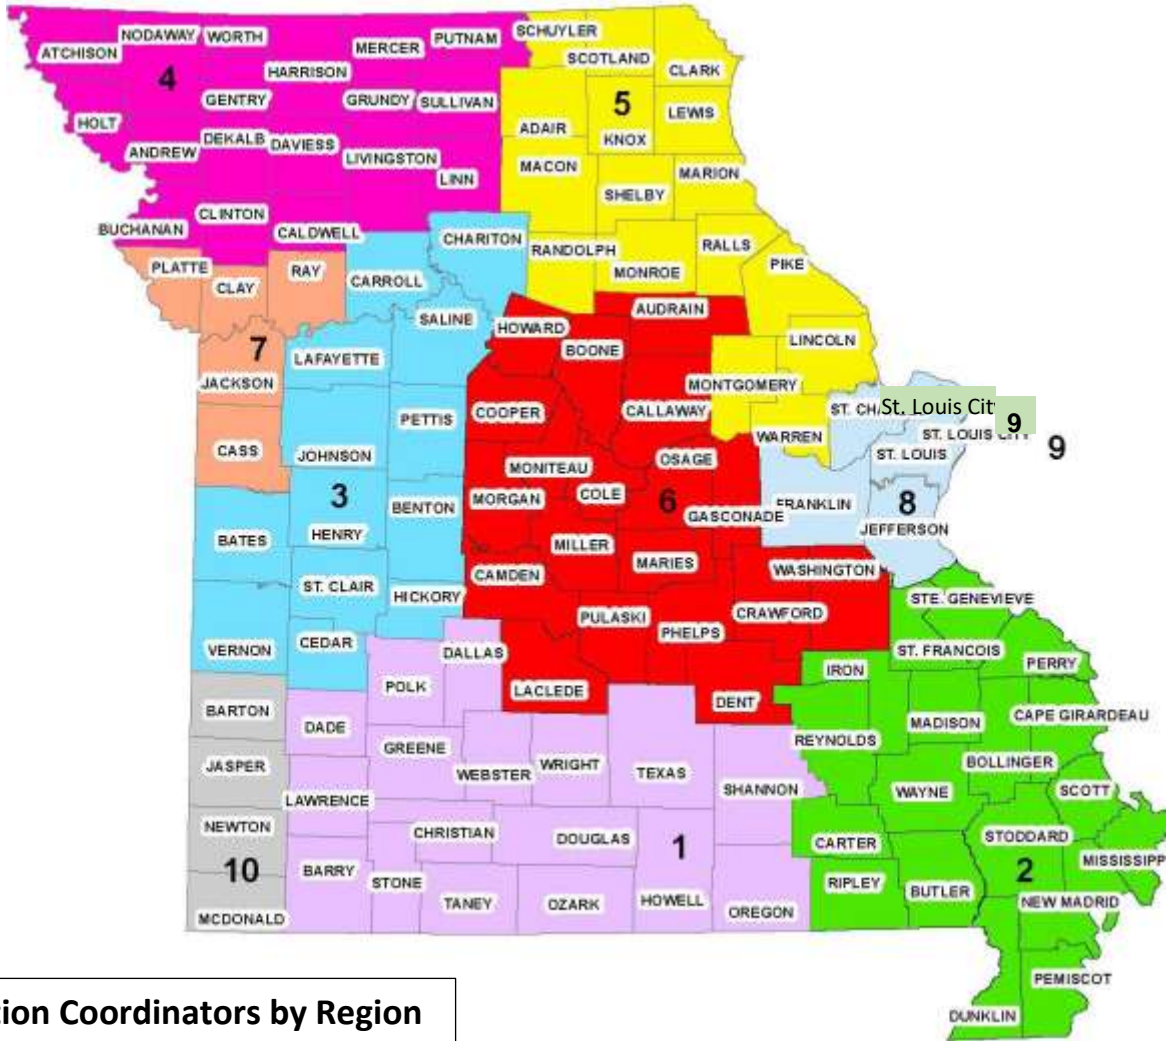 SCHUYLER
NODAWAY WORTH
PUTNAM
MERCER
ATCHISON
SCOTLAND
HARRISON
CLARK
4
GENTRY
GRUNDY SULLIVAN
5
LEWIS
HOLT
ADAIR
DEKALB DAVIESS
KNOX
ANDREW
LIVINGSTON
MACON
LINN
MARION
SHELBY
CLINTON
BUCHANAN
CALDWELL
CHARITON
RANDOLPH
RALLS
PLATTE
RAY
MONROE
PIKE
CLAY
CARROLL
AUDRAIN
SALINE
HOWARD
LINCOLN
7
LAFAYETTE
BOONE
JACKSON
MONTGOMERY
COOPER
CALLAWAY
ST. CHA
St. Louis City
9
PETTIS
WARREN
ST. LOUIS CITY
9
CASS
JOHNSON
OSAGE
ST. LOUIS
MONITEAU
3
MORGAN
COLE
6
FRANKLIN
8
BENTON
GASCONADE
BATES
HENRY
JEFFERSON
MILLER
MARIES
CAMDEN
WASHINGTON
ST. CLAIR
HICKORY
STE. GENEVIEVE
PULASKI
CRAWFORD
PHELPS
VERNON
CEDAR
DALLAS
ST. FRANCOIS
PERRY
IRON
POLK
LACLEDE
DENT
BARTON
DADE
MADISON
CAPE GIRARDEAU
GREENE
REYNOLDS
JASPER
WEBSTER
WRIGHT
TEXAS
BOLLINGER
SHANNON
WAYNE
SCOTT
LAWRENCE
NEWTON
CHRISTIAN
DOUGLAS
1
CARTER
STODDARD
10
BARRY
STONE
RIPLEY
BUTLER
2
MISSISSIPP
MCDONALD
TANEY
OZARK
HOWELL
OREGON
NEW MADRID
PEMISCOT
DUNKLIN
tion Coordinators by Region